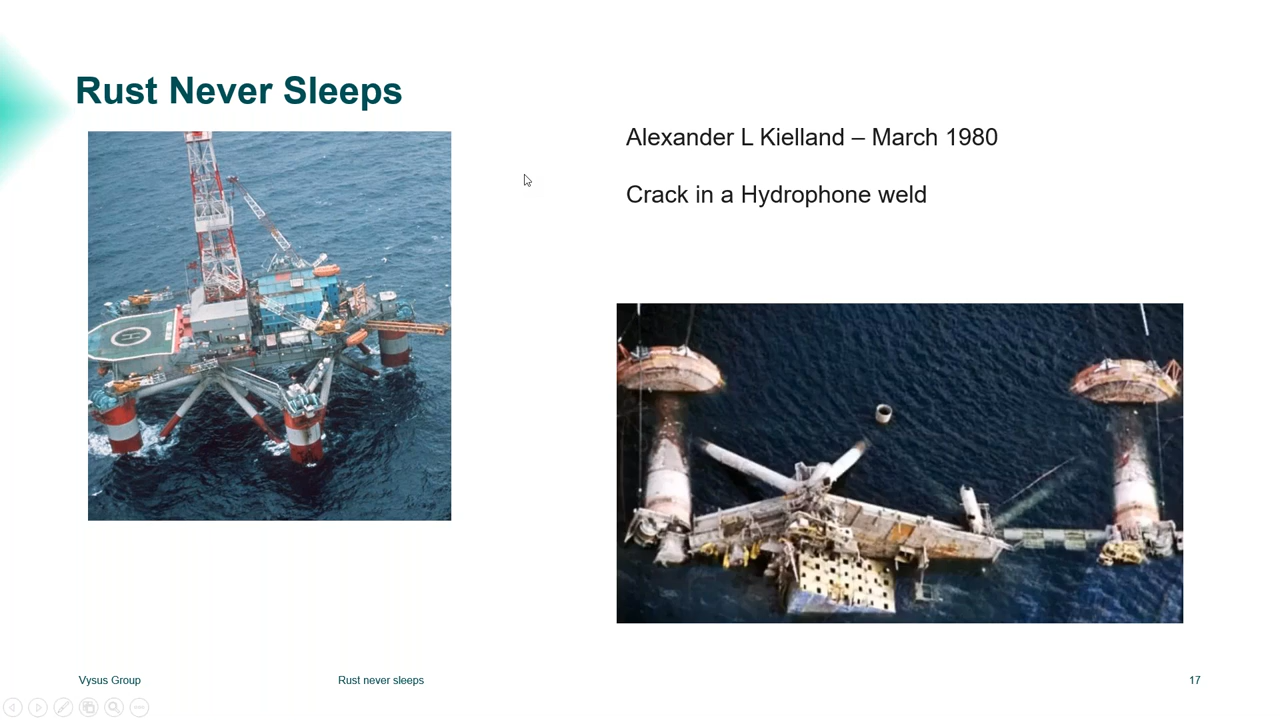 Rust Never Sleeps
Alexander L Kielland – March 1980
Crack in a Hydrophone weld
H
Vysus Group
Rust never sleeps
17